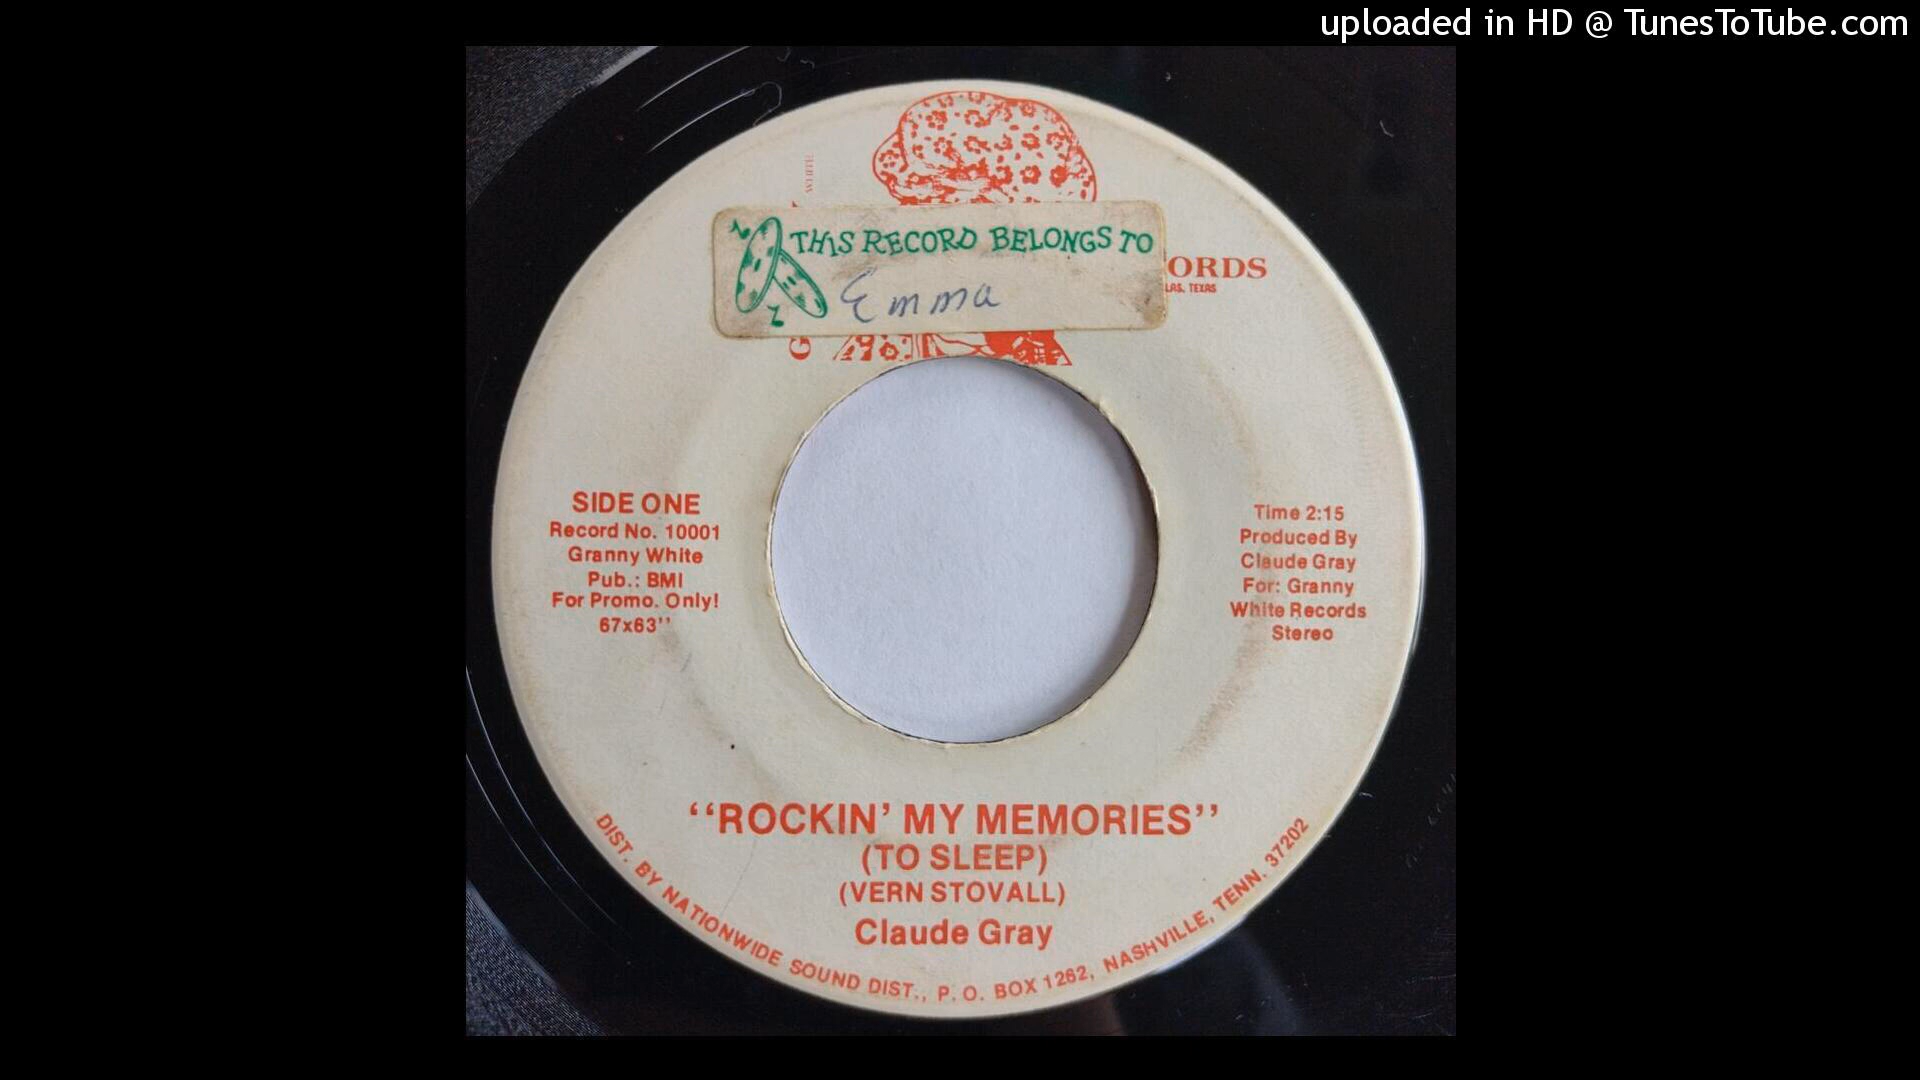 uploaded in HD @ TunesToTube.com
THIS RECORD BELONGS TO
Emma
ORDS
LAS, TEXAS
G
SIDE ONE
Record No. 10001
Granny White
Pub.: BMI
For Promo. Only!
67x63''
Time 2:15
Produced By
Claude Gray
For: Granny
White Records
Stereo
“ROCKIN’ MY MEMORIES”
(TO SLEEP)
(VERN STOVALL)
Claude Gray
DIST. BY NATIONWIDE SOUND DIST., P. O. BOX 1262, NASHVILLE, TENN. 37202